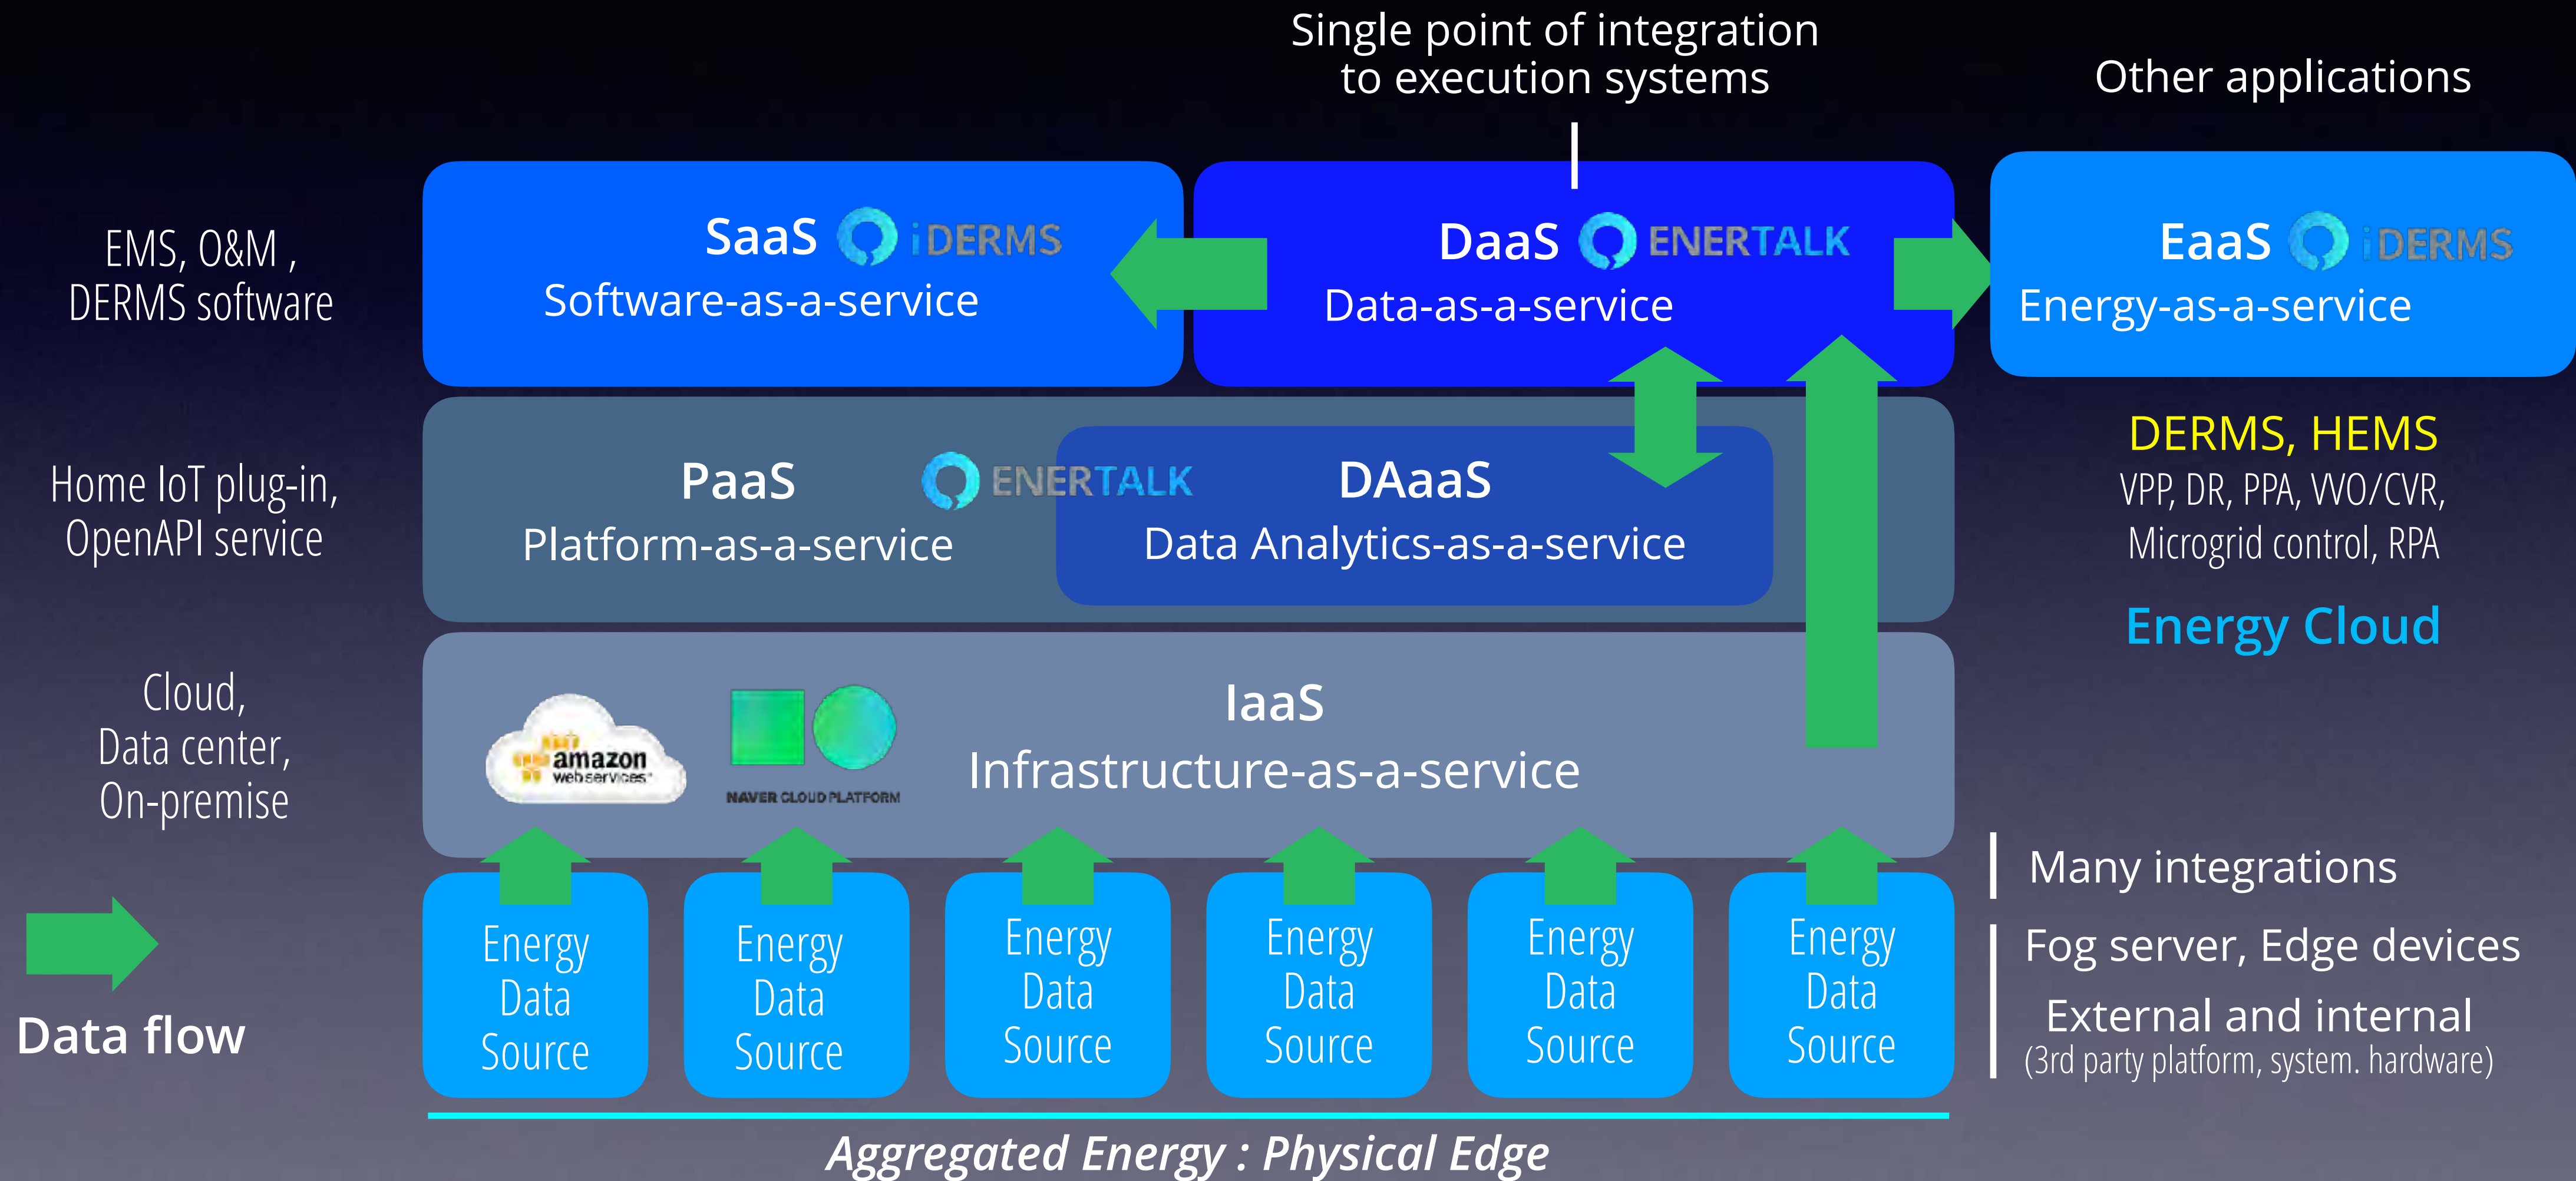 Single point of integration
to execution systems
Other applications
EMS, O&M ,
DERMS software
SaaS iDERMS
Software-as-a-service
DaaS ENERTALK
Data-as-a-service
EaaS iDERMS
Energy-as-a-service
Home IoT plug-in,
OpenAPI service
PaaS ENERTALK
Platform-as-a-service
DAaaS
Data Analytics-as-a-service
DERMS, HEMS
VPP, DR, PPA, VVO/CVR,
Microgrid control, RPA
Energy Cloud
Cloud,
Data center,
On-premise
amazon
webservices™
NAVER CLOUD PLATFORM
IaaS
Infrastructure-as-a-service
Many integrations
Fog server, Edge devices
External and internal
(3rd party platform, system. hardware)
Data flow
Energy
Data
Source
Energy
Data
Source
Energy
Data
Source
Energy
Data
Source
Energy
Data
Source
Energy
Data
Source
Aggregated Energy : Physical Edge